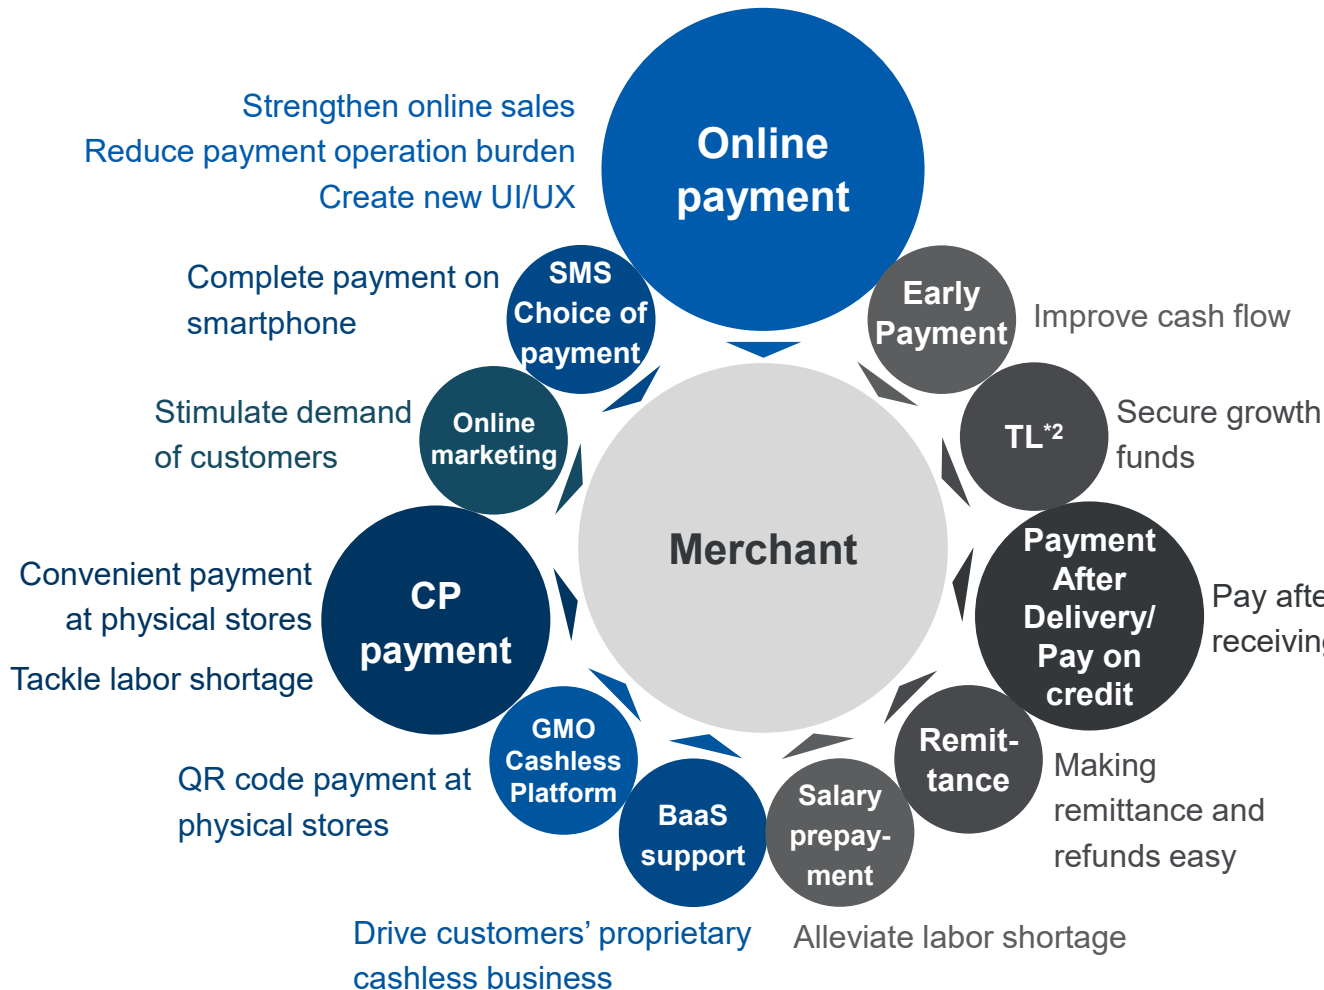 Online
payment
Strengthen online sales
Reduce payment operation burden
Create new UI/UX
SMS
Choice of
payment
Complete payment on
smartphone
Early
Payment
Improve cash flow
Online
marketing
Stimulate demand
of customers
TL*2
Secure growth
funds
Merchant
CP
payment
Convenient payment
at physical stores
Tackle labor shortage
Payment
After
Delivery/
Pay on
credit
Pay afte
receiving
GMO
Cashless
Platform
QR code payment at
physical stores
Remit-
tance
Making
remittance and
refunds easy
BaaS
support
Drive customers’ proprietary
cashless business
Salary
prepay-
ment
Alleviate labor shortage